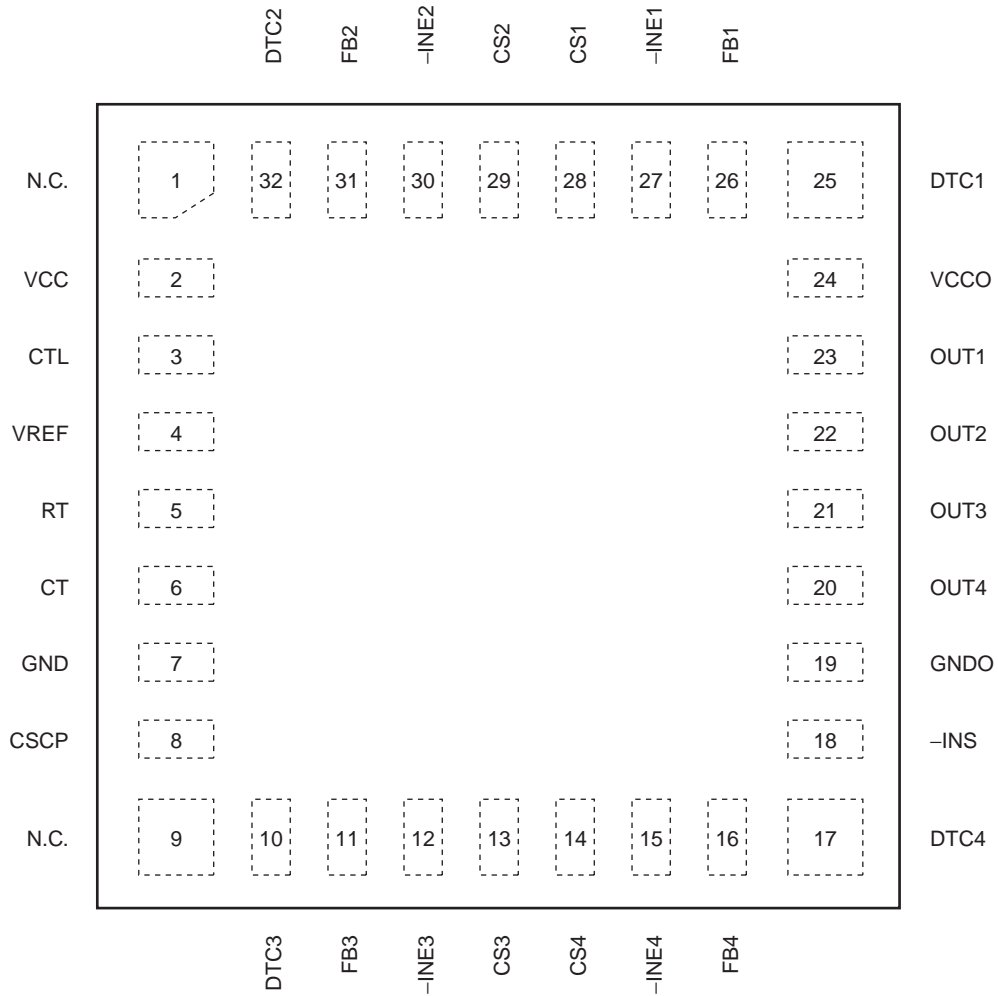 DTC2 FB2 –INE2 CS2 CS1 –INE1 FB1
N.C. 1 32 31 30 29 28 27 26 25 DTC1
VCC 2 24 VCCO
CTL 3 23 OUT1
VREF 4 22 OUT2
RT 5 21 OUT3
CT 6 20 OUT4
GND 7 19 GNDO
CSCP 8 18 –INS
N.C. 9 10 11 12 13 14 15 16 17 DTC4
DTC3 FB3 –INE3 CS3 CS4 –INE4 FB4